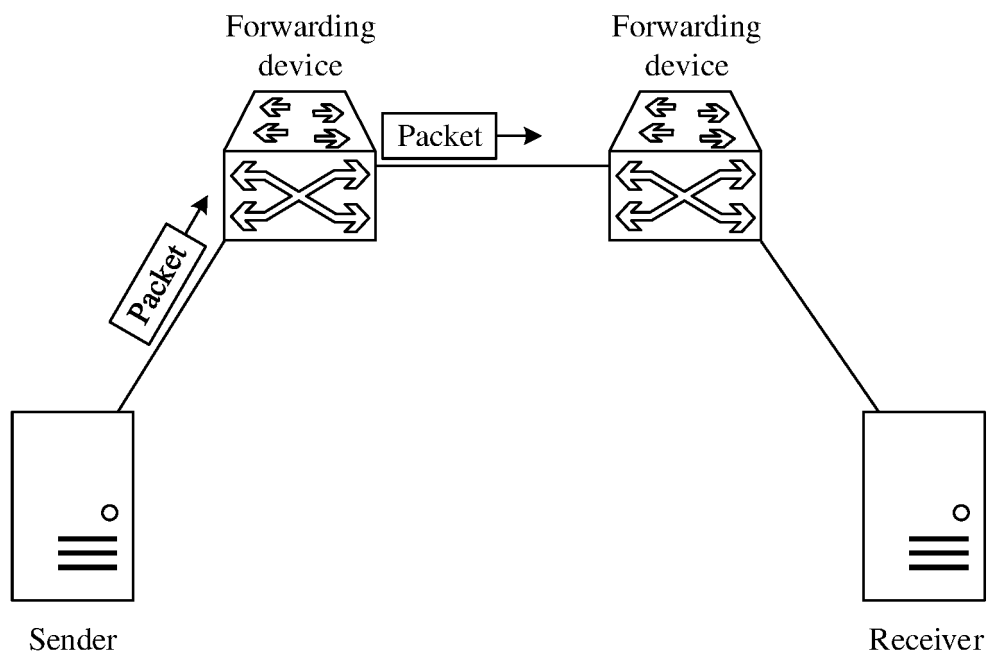 Forwarding
device
Forwarding
device
Packet
Packet
Sender
Receiver